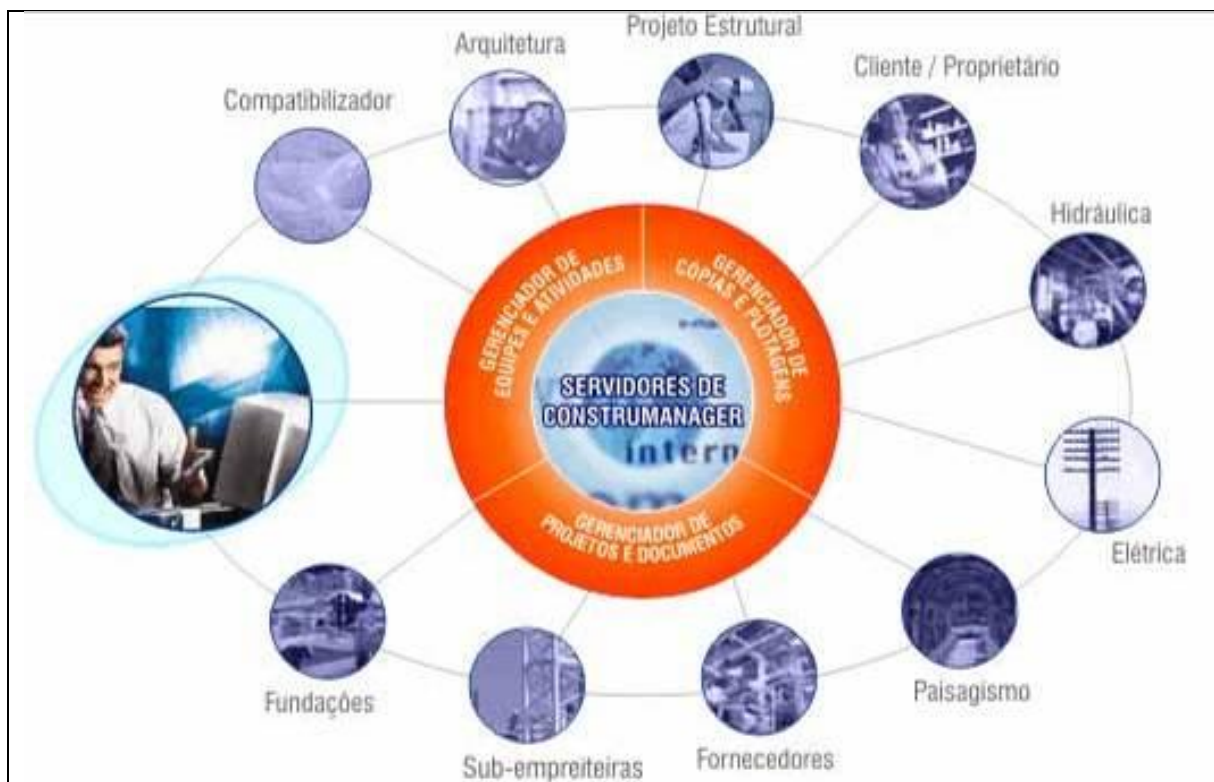 Projeto Estrutural
Arquitetura
Cliente / Proprietário
Compatibilizador
Hidráulica
GERENCIADOR DE
EQUIPES E ATIVIDADES
GERENCIADOR DE
CÓPIAS E PLOTAGENS
SERVIDORES DE
CONSTRUMANAGER
intern
GERENCIADOR DE
PROJETOS E DOCUMENTOS
Elétrica
Fundações
Paisagismo
Sub-empreiteiras
Fornecedores